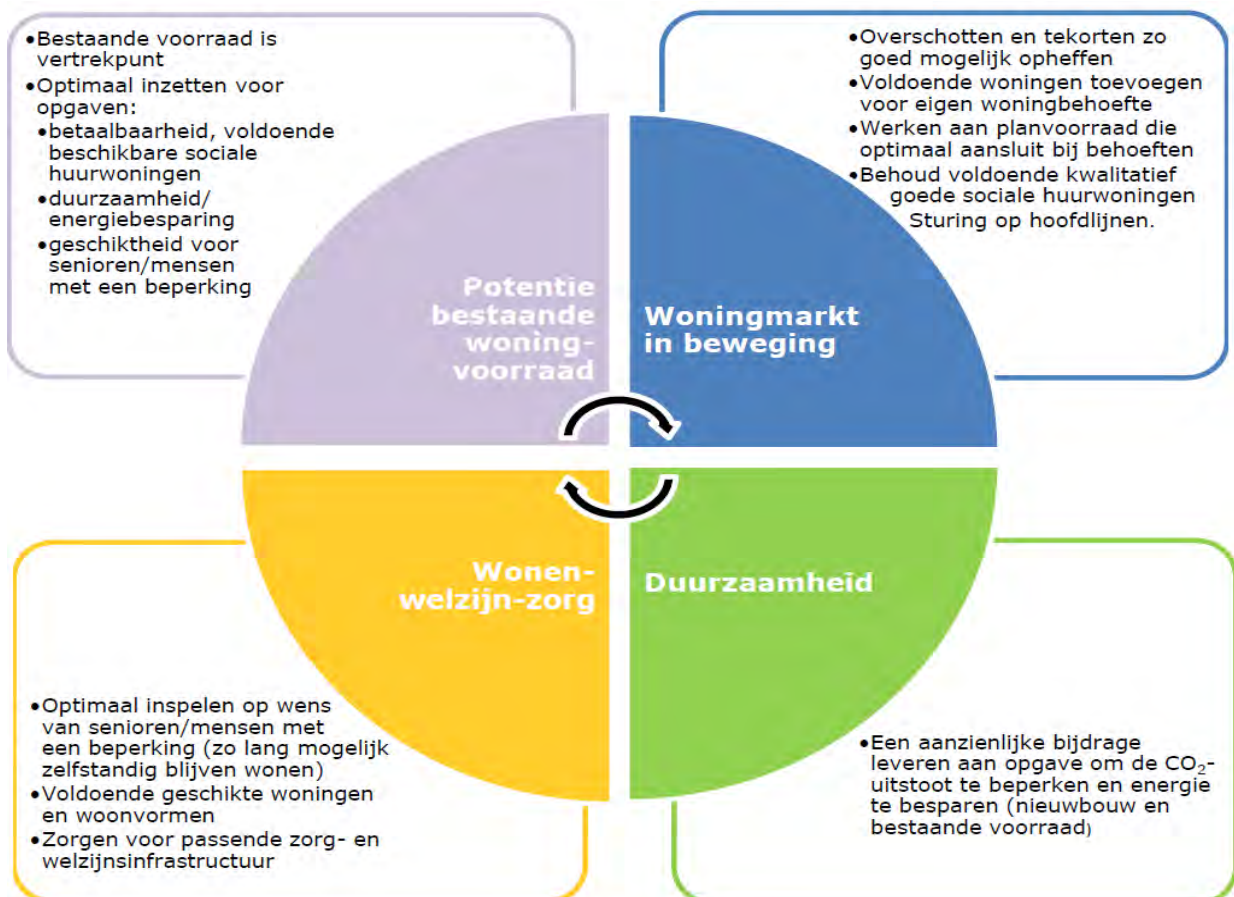 •Bestaande voorraad is
vertrekpunt
•Optimaal inzetten voor
opgaven:
•betaalbaarheid, voldoende
beschikbare sociale
huurwoningen
•duurzaamheid/
energiebesparing
•geschiktheid voor
senioren/mensen
met een beperking
Potentie
bestaande
woning-
voorraad
•Overschotten en tekorten zo
goed mogelijk opheffen
•Voldoende woningen toevoegen
voor eigen woningbehoefte
•Werken aan planvoorraad die
optimaal aansluit bij behoeften
•Behoud voldoende kwalitatief
goede sociale huurwoningen
Sturing op hoofdlijnen.
Woningmarkt
in beweging
Wonen-
welzijn-zorg
•Optimaal inspelen op wens
van senioren/mensen met
een beperking (zo lang mogelijk
zelfstandig blijven wonen)
•Voldoende geschikte woningen
en woonvormen
•Zorgen voor passende zorg- en
welzijnsinfrastructuur
Duurzaamheid
•Een aanzienlijke bijdrage
leveren aan opgave om de CO₂-
uitstoot te beperken en energie
te besparen (nieuwbouw en
bestaande voorraad)